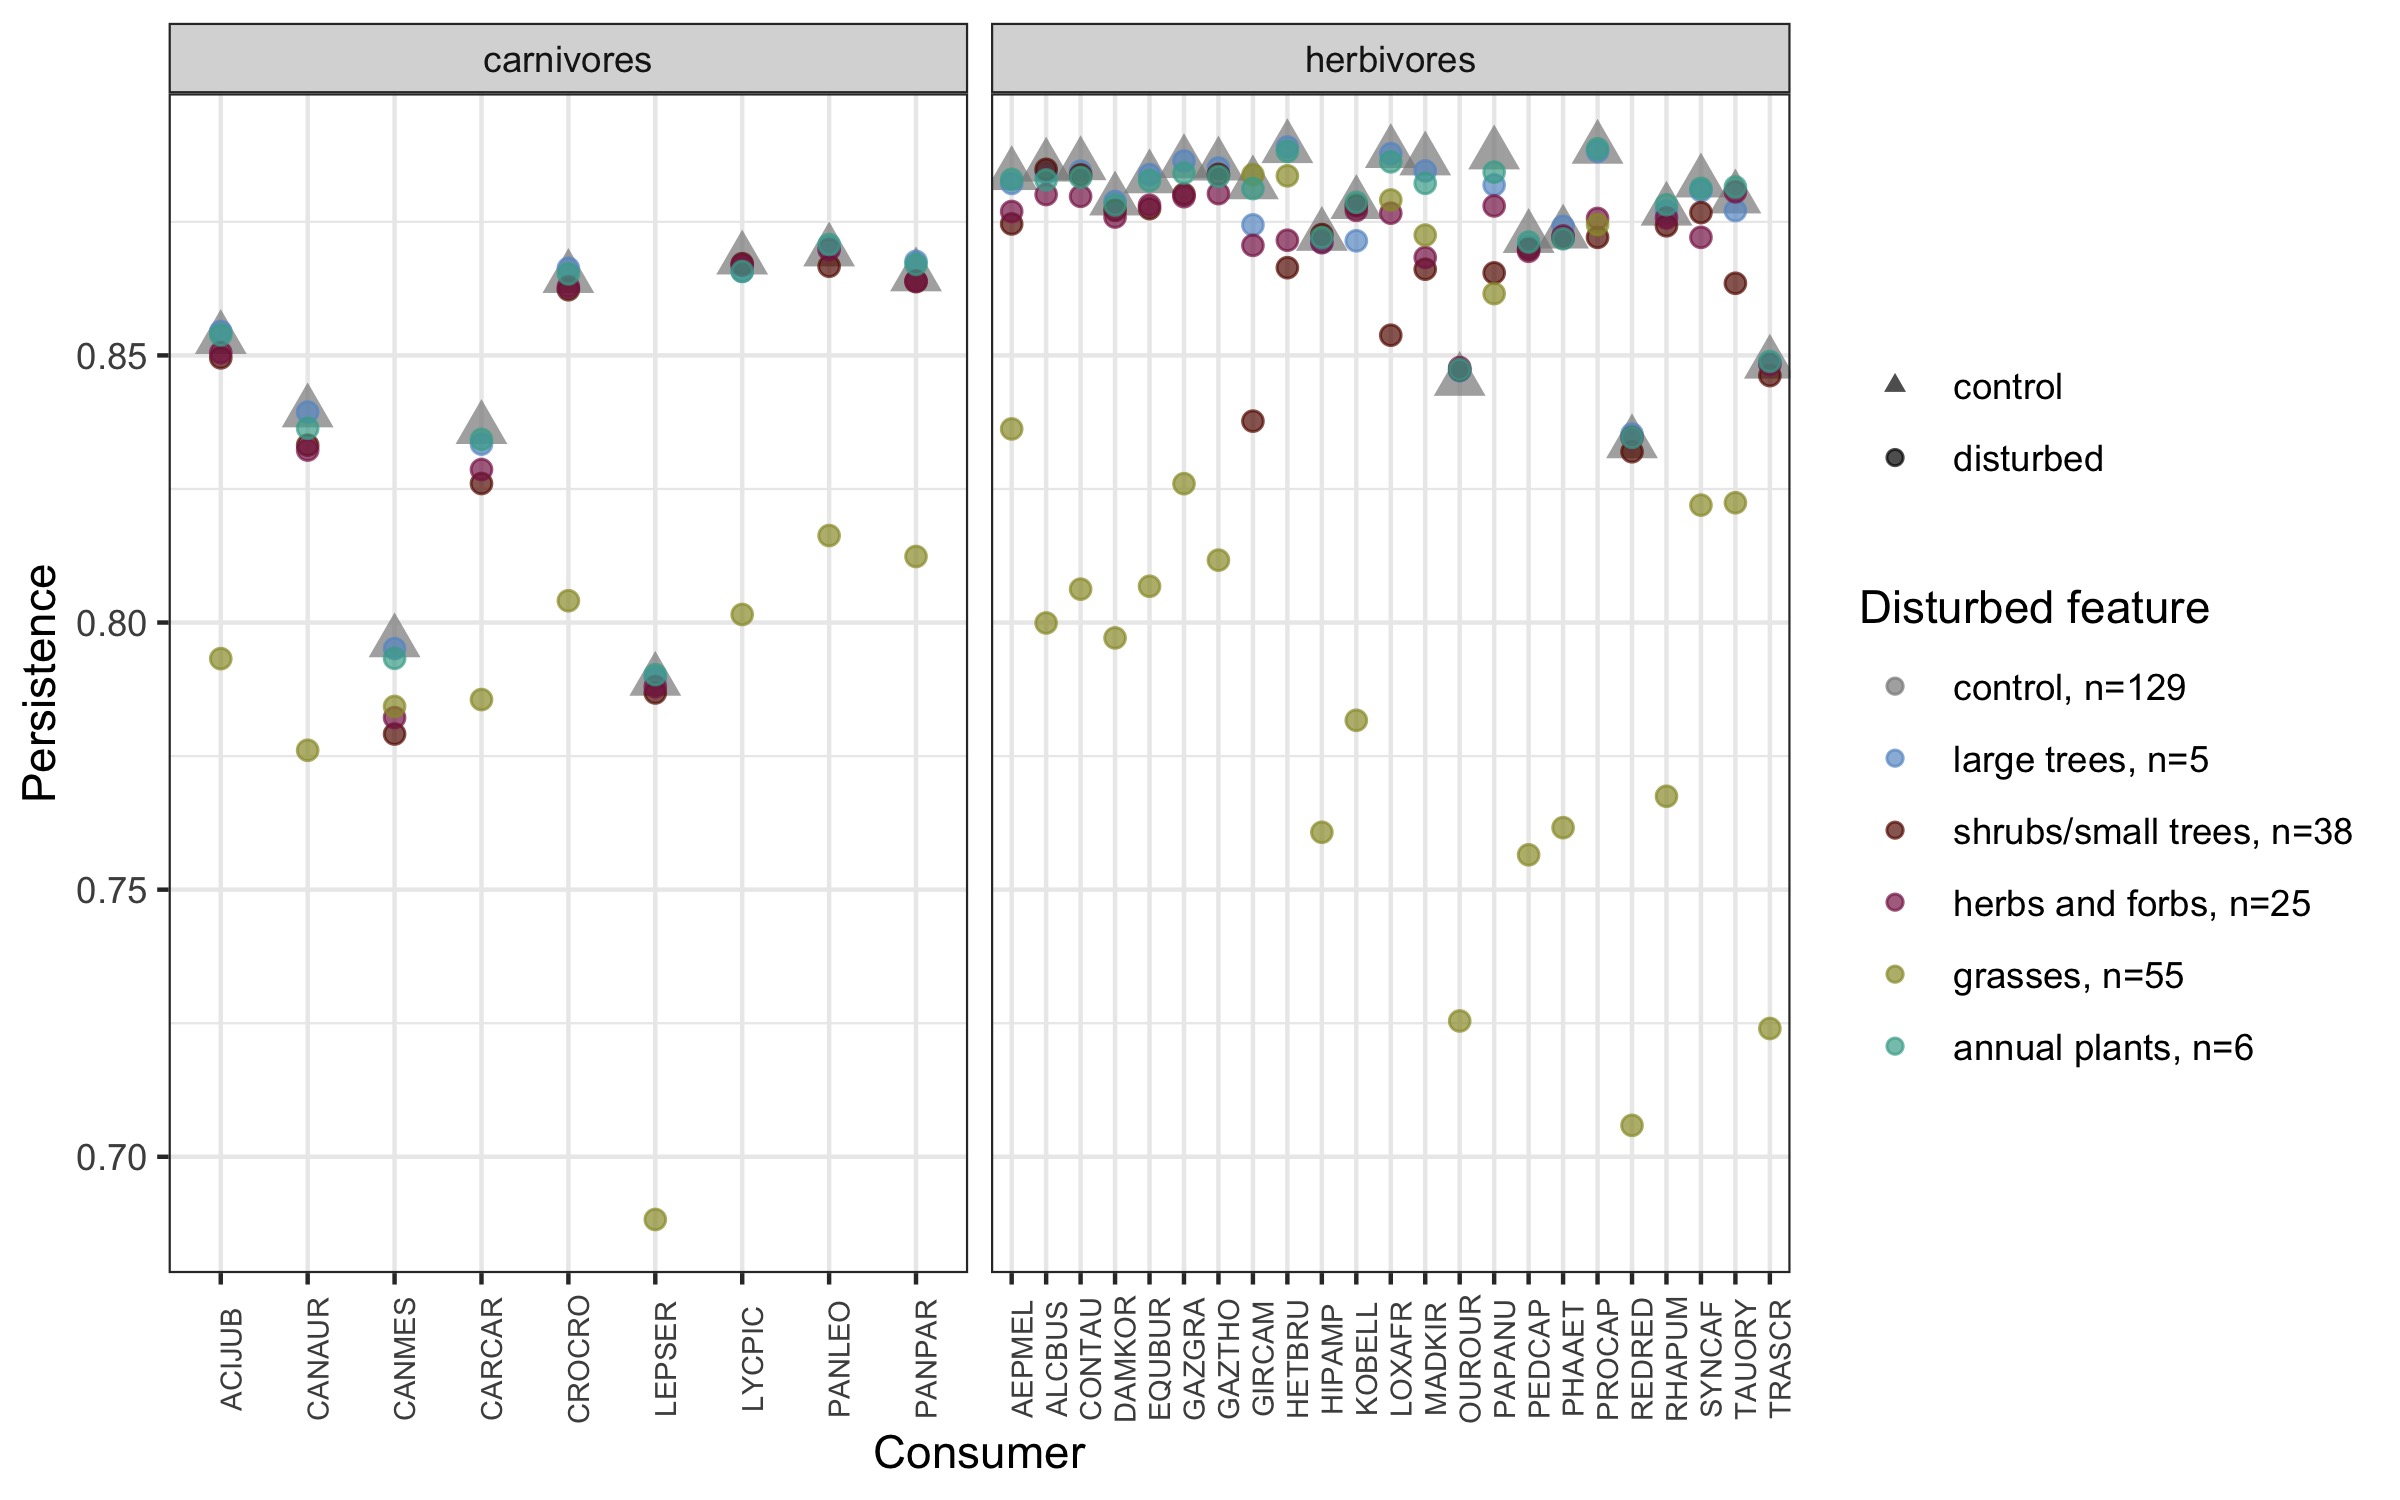 carnivores
herbivores
Persistence
0.85
0.80
0.75
0.70
ACIJUB
CANAUR
CANMES
CARCAR
CROCRO
LEPSER
LYCPIC
PANLEO
PANPAR
AEPMEL
ALCBUS
CONTAU
DAMKOR
EQUBUR
GAZGRA
GAZTHO
GIRCAM
HETBRU
HIPAMP
KOBELL
LOXAFR
MADKIR
OUROUR
PAPANU
PEDCAP
PHAAET
PROCAP
REDRED
RHAPUM
SYNCAF
TAUORY
TRASCR
Consumer
control
disturbed
Disturbed feature
control, n=129
large trees, n=5
shrubs/small trees, n=38
herbs and forbs, n=25
grasses, n=55
annual plants, n=6